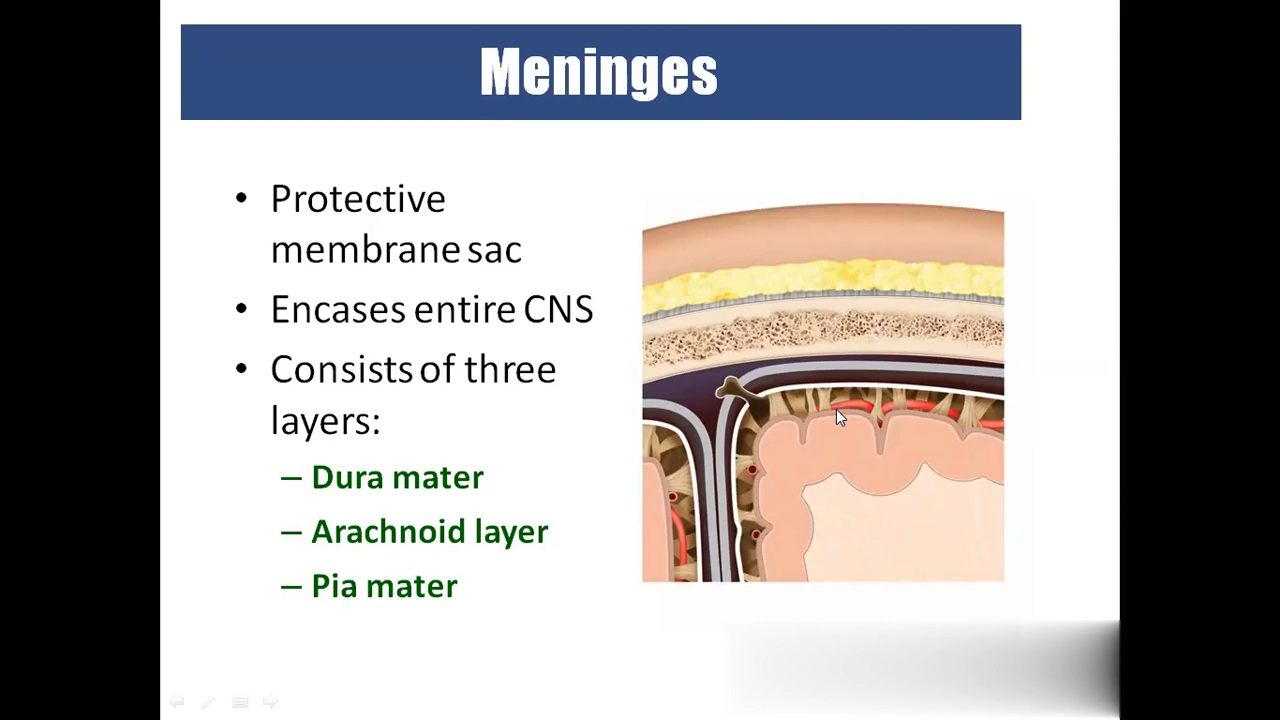 Meninges
• Protective
membrane sac
• Encases entire CNS
• Consists of three
layers:
– Dura mater
– Arachnoid layer
– Pia mater